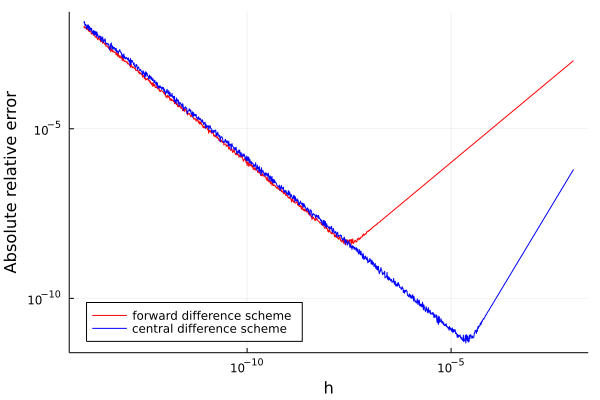 Absolute relative error
10⁻⁵
10⁻¹⁰
forward difference scheme
central difference scheme
10⁻¹⁰
10⁻⁵
h